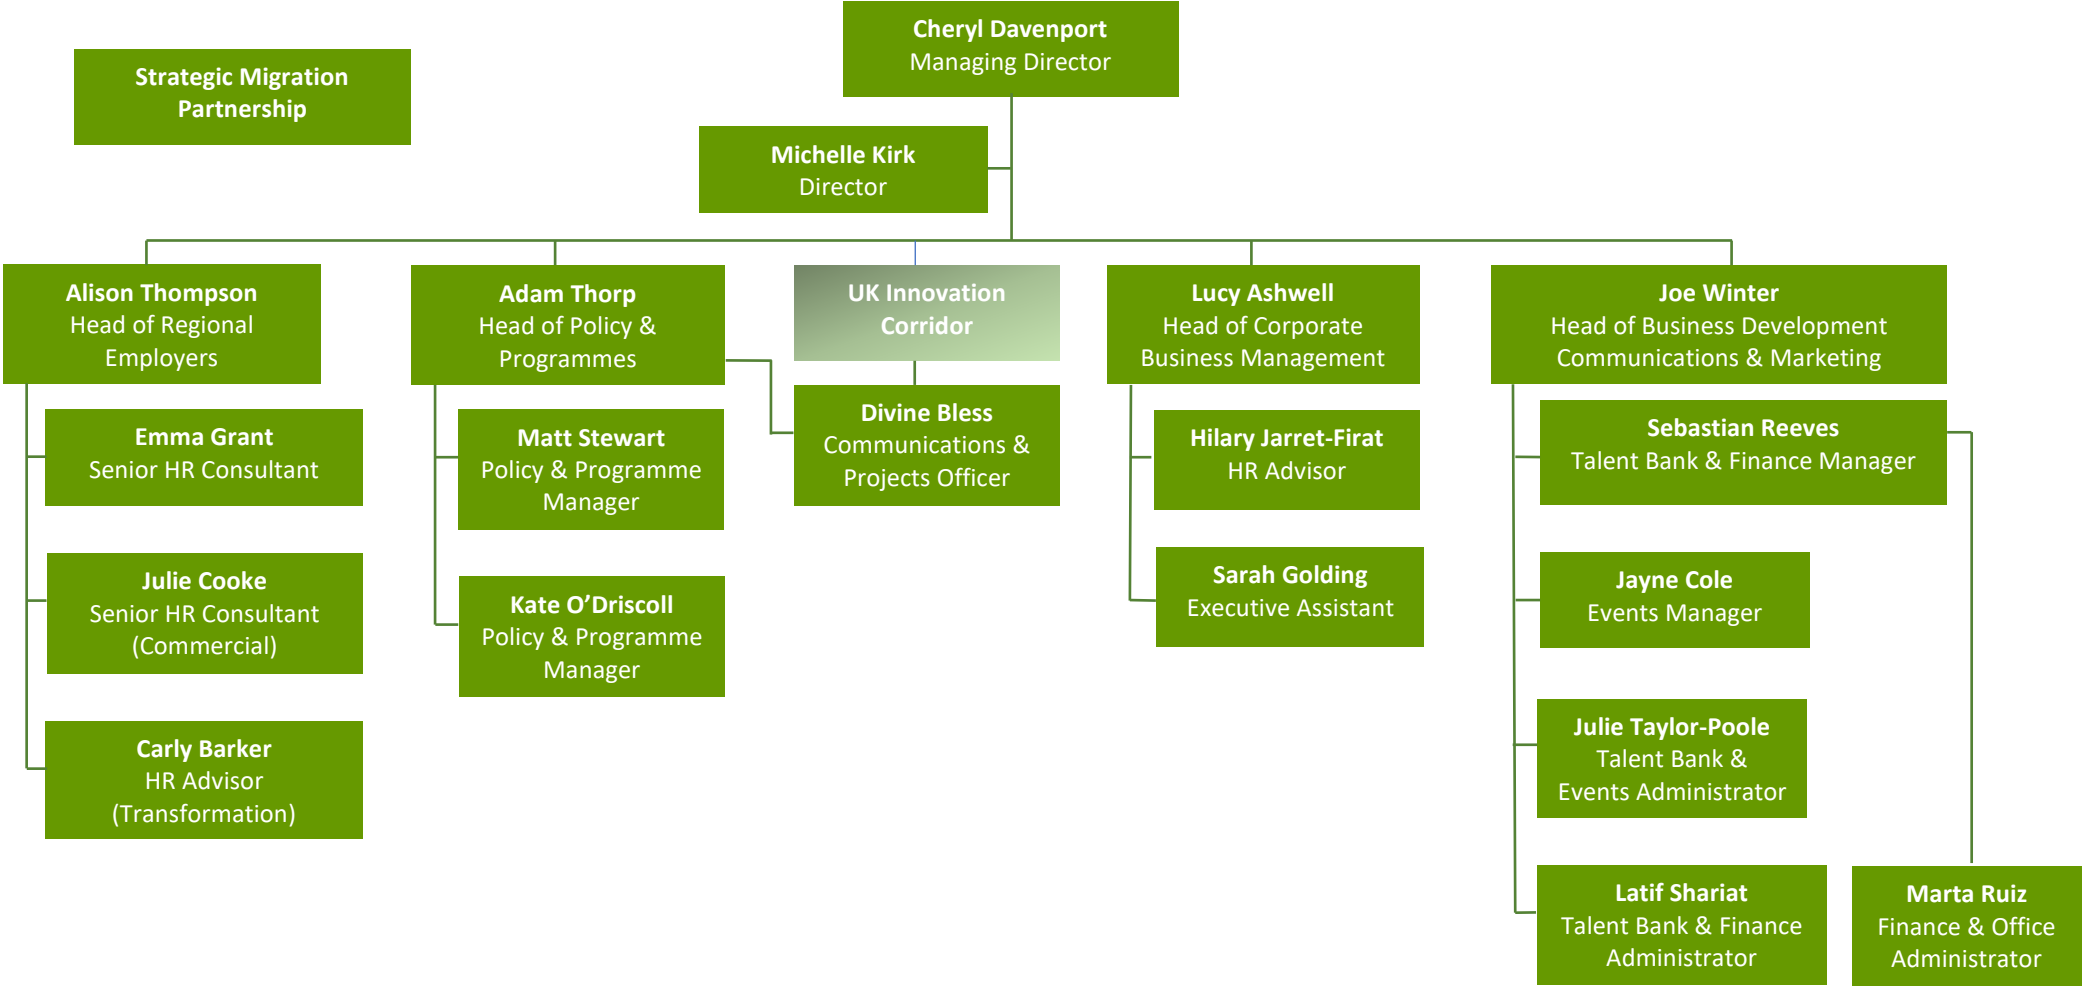 Cheryl Davenport
Managing Director
Strategic Migration
Partnership
Michelle Kirk
Director
Alison Thompson
Head of Regional
Employers
Emma Grant
Senior HR Consultant
Julie Cooke
Senior HR Consultant
(Commercial)
Carly Barker
HR Advisor
(Transformation)
Adam Thorp
Head of Policy &
Programmes
Matt Stewart
Policy & Programme
Manager
Kate O’Driscoll
Policy & Programme
Manager
UK Innovation
Corridor
Divine Bless
Communications &
Projects Officer
Lucy Ashwell
Head of Corporate
Business Management
Hilary Jarret-Firat
HR Advisor
Sarah Golding
Executive Assistant
Joe Winter
Head of Business Development
Communications & Marketing
Sebastian Reeves
Talent Bank & Finance Manager
Jayne Cole
Events Manager
Julie Taylor-Poole
Talent Bank &
Events Administrator
Latif Shariat
Talent Bank & Finance
Administrator
Marta Ruiz
Finance & Office
Administrator